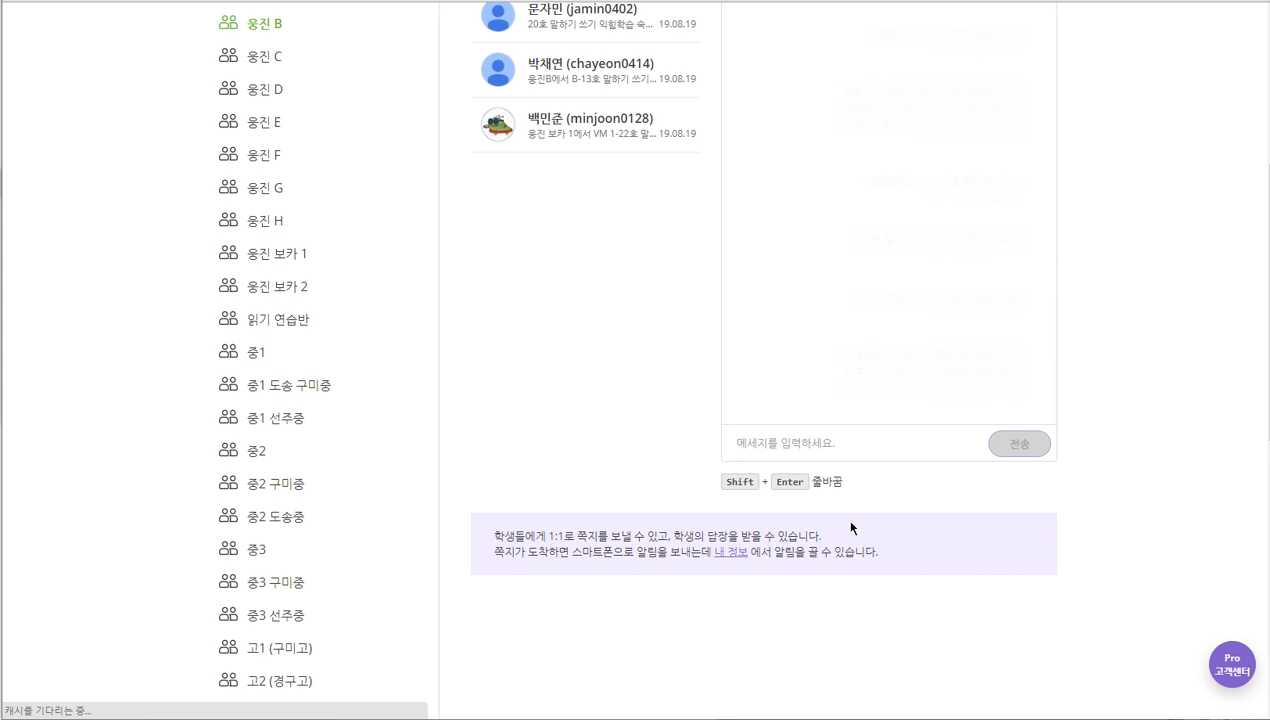 웅진 B
웅진 C
웅진 D
웅진 E
웅진 F
웅진 G
웅진 H
웅진 보카 1
웅진 보카 2
읽기 연습반
중1
중1 도송 구미중
중1 선주중
중2
중2 구미중
중2 도송중
중3
중3 구미중
중3 선주중
고1 (구미고)
고2 (경구고)
캐시를 기다리는 중...
문자민 (jamin0402)
20호 말하기 쓰기 익힘학습 숙... 19.08.19
박채연 (chayeon0414)
웅진B에서 B-13호 말하기 쓰기... 19.08.19
백민준 (minjoon0128)
웅진 보카 1에서 VM 1-22호 말... 19.08.19
메세지를 입력하세요.
전송
Shift + Enter 줄바꿈
학생들에게 1:1로 쪽지를 보낼 수 있고, 학생의 답장을 받을 수 있습니다.
쪽지가 도착하면 스마트폰으로 알림을 보내는데 내 정보 에서 알림을 끌 수 있습니다.
Pro
고객센터